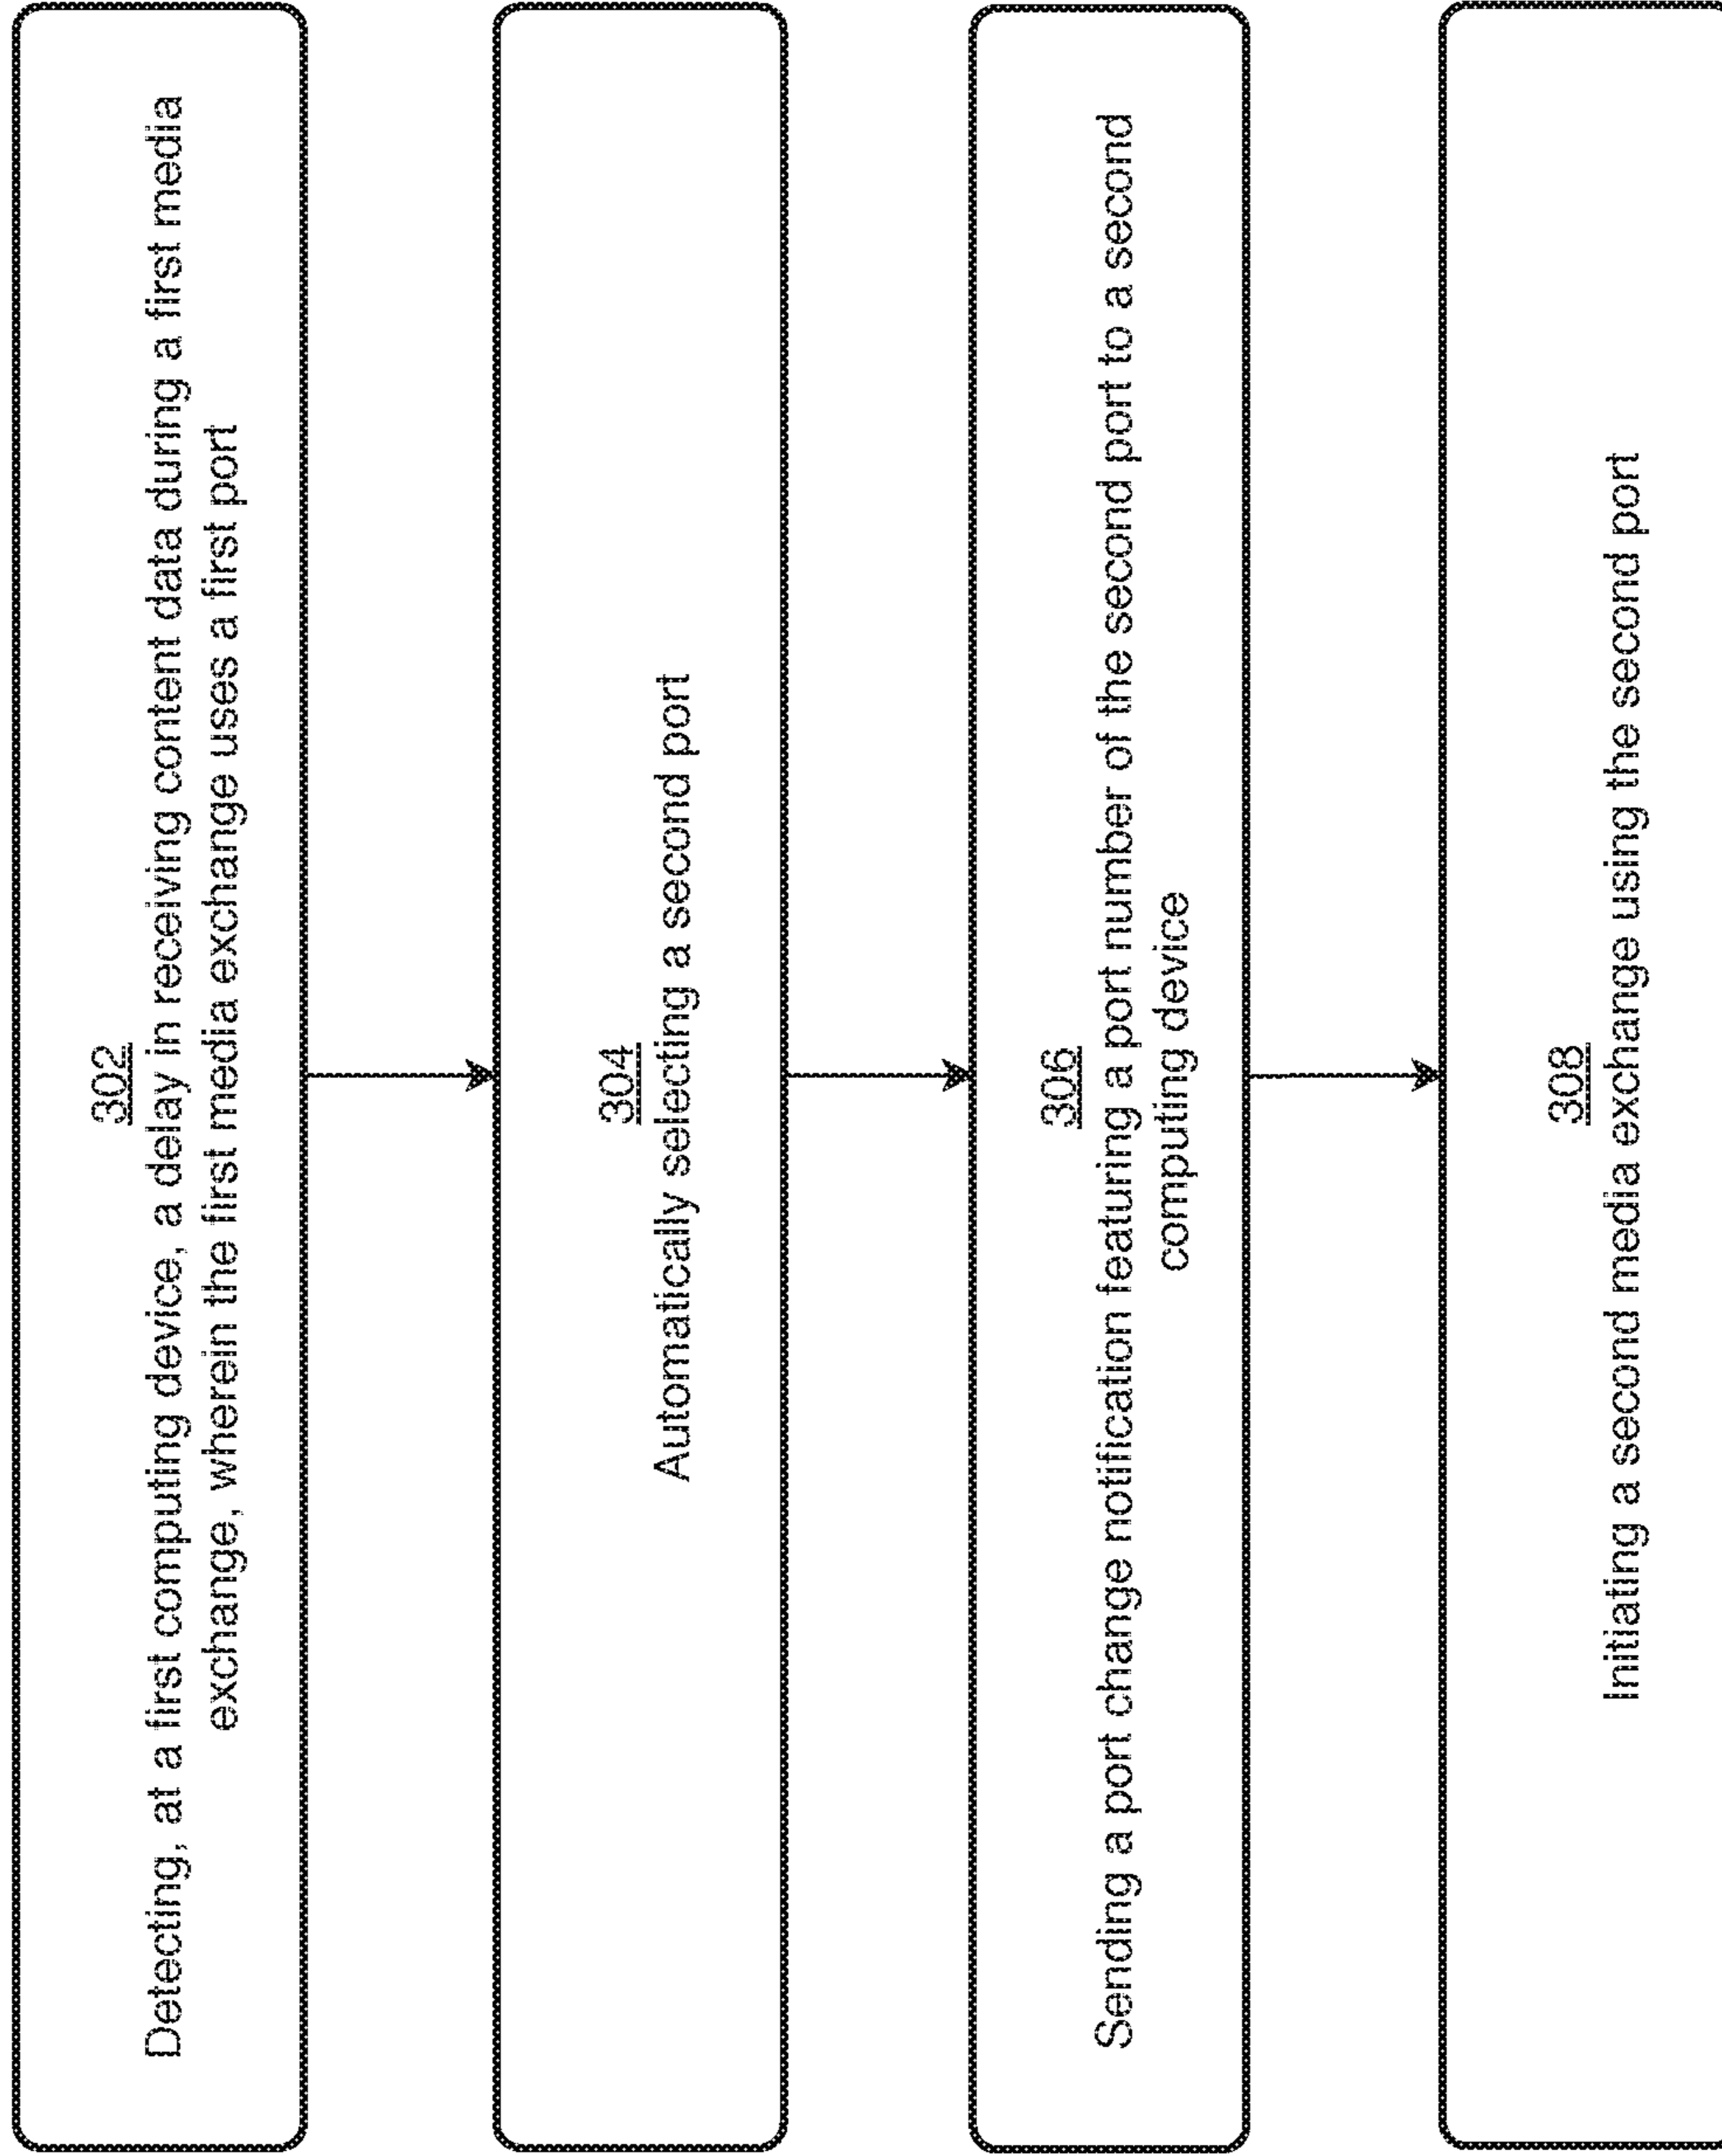 302
Detecting, at a first computing device, a delay in receiving content data during a first media
exchange, wherein the first media exchange uses a first port
304
Automatically selecting a second port
306
Sending a port change notification featuring a port number of the second port to a second
computing device
308
Initiating a second media exchange using the second port